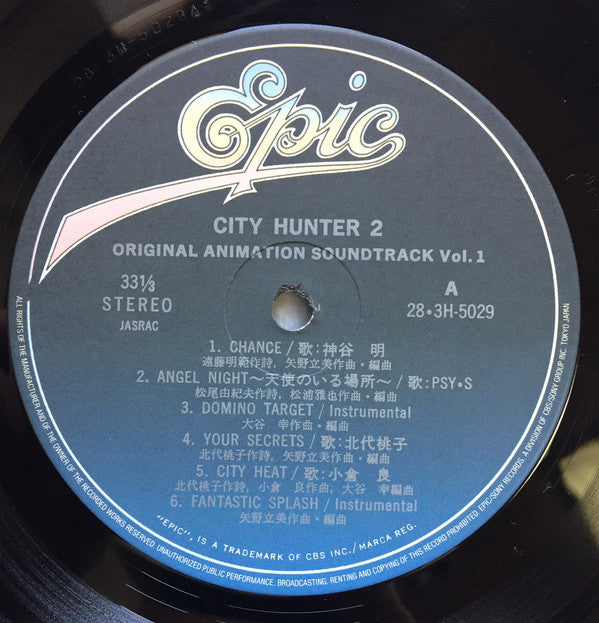 Epic
CITY HUNTER 2
ORIGINAL ANIMATION SOUNDTRACK Vol. 1
33⅓
STEREO
JASRAC
A
28・3H-5029
1. CHANCE / 歌:神谷 明
遠藤明範作詩, 矢野立美作曲・編曲
2. ANGEL NIGHT〜天使のいる場所〜 / 歌:PSY・S
松尾由紀夫作詩, 松浦雅也作曲・編曲
3. DOMINO TARGET / Instrumental
大谷 幸作曲・編曲
4. YOUR SECRETS / 歌:北代桃子
北代桃子作詩, 矢野立美作曲・編曲
5. CITY HEAT / 歌:小倉 良
北代桃子作詩, 小倉 良作曲, 大谷 幸編曲
6. FANTASTIC SPLASH / Instrumental
矢野立美作曲・編曲
"EPIC", IS A TRADEMARK OF CBS INC. / MARCA REG.
ALL RIGHTS OF THE MANUFACTURER AND OF THE OWNER OF THE RECORDED WORKS RESERVED. UNAUTHORIZED PUBLIC PERFORMANCE, BROADCASTING, RENTING AND COPYING OF THIS RECORD PROHIBITED. EPIC/SONY RECORDS. A DIVISION OF CBS/SONY GROUP INC. TOKYO JAPAN